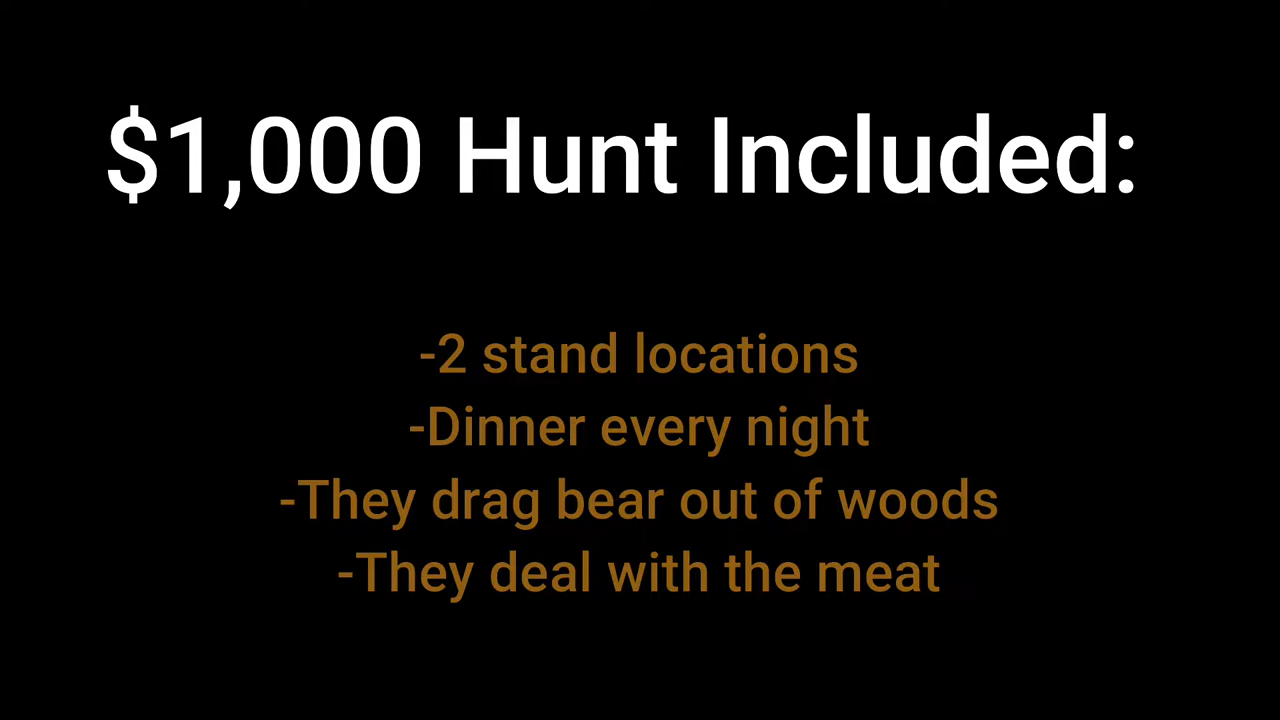 $1,000 Hunt Included:
-2 stand locations
-Dinner every night
-They drag bear out of woods
-They deal with the meat